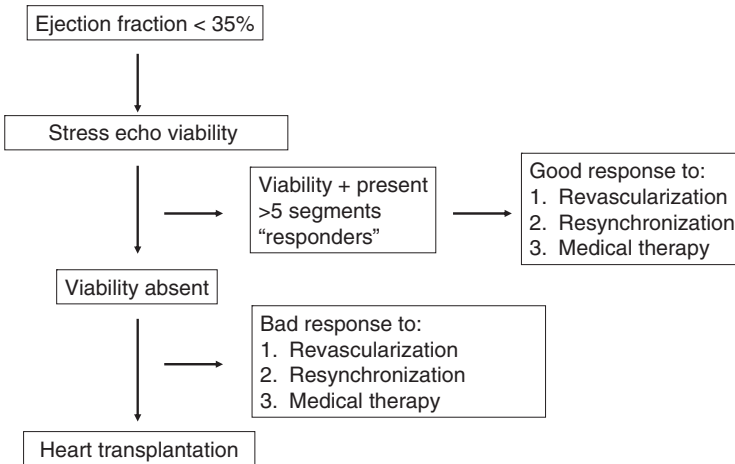 Ejection fraction < 35%
Stress echo viability
Viability + present
>5 segments
“responders”
Good response to:
1. Revascularization
2. Resynchronization
3. Medical therapy
Viability absent
Bad response to:
1. Revascularization
2. Resynchronization
3. Medical therapy
Heart transplantation